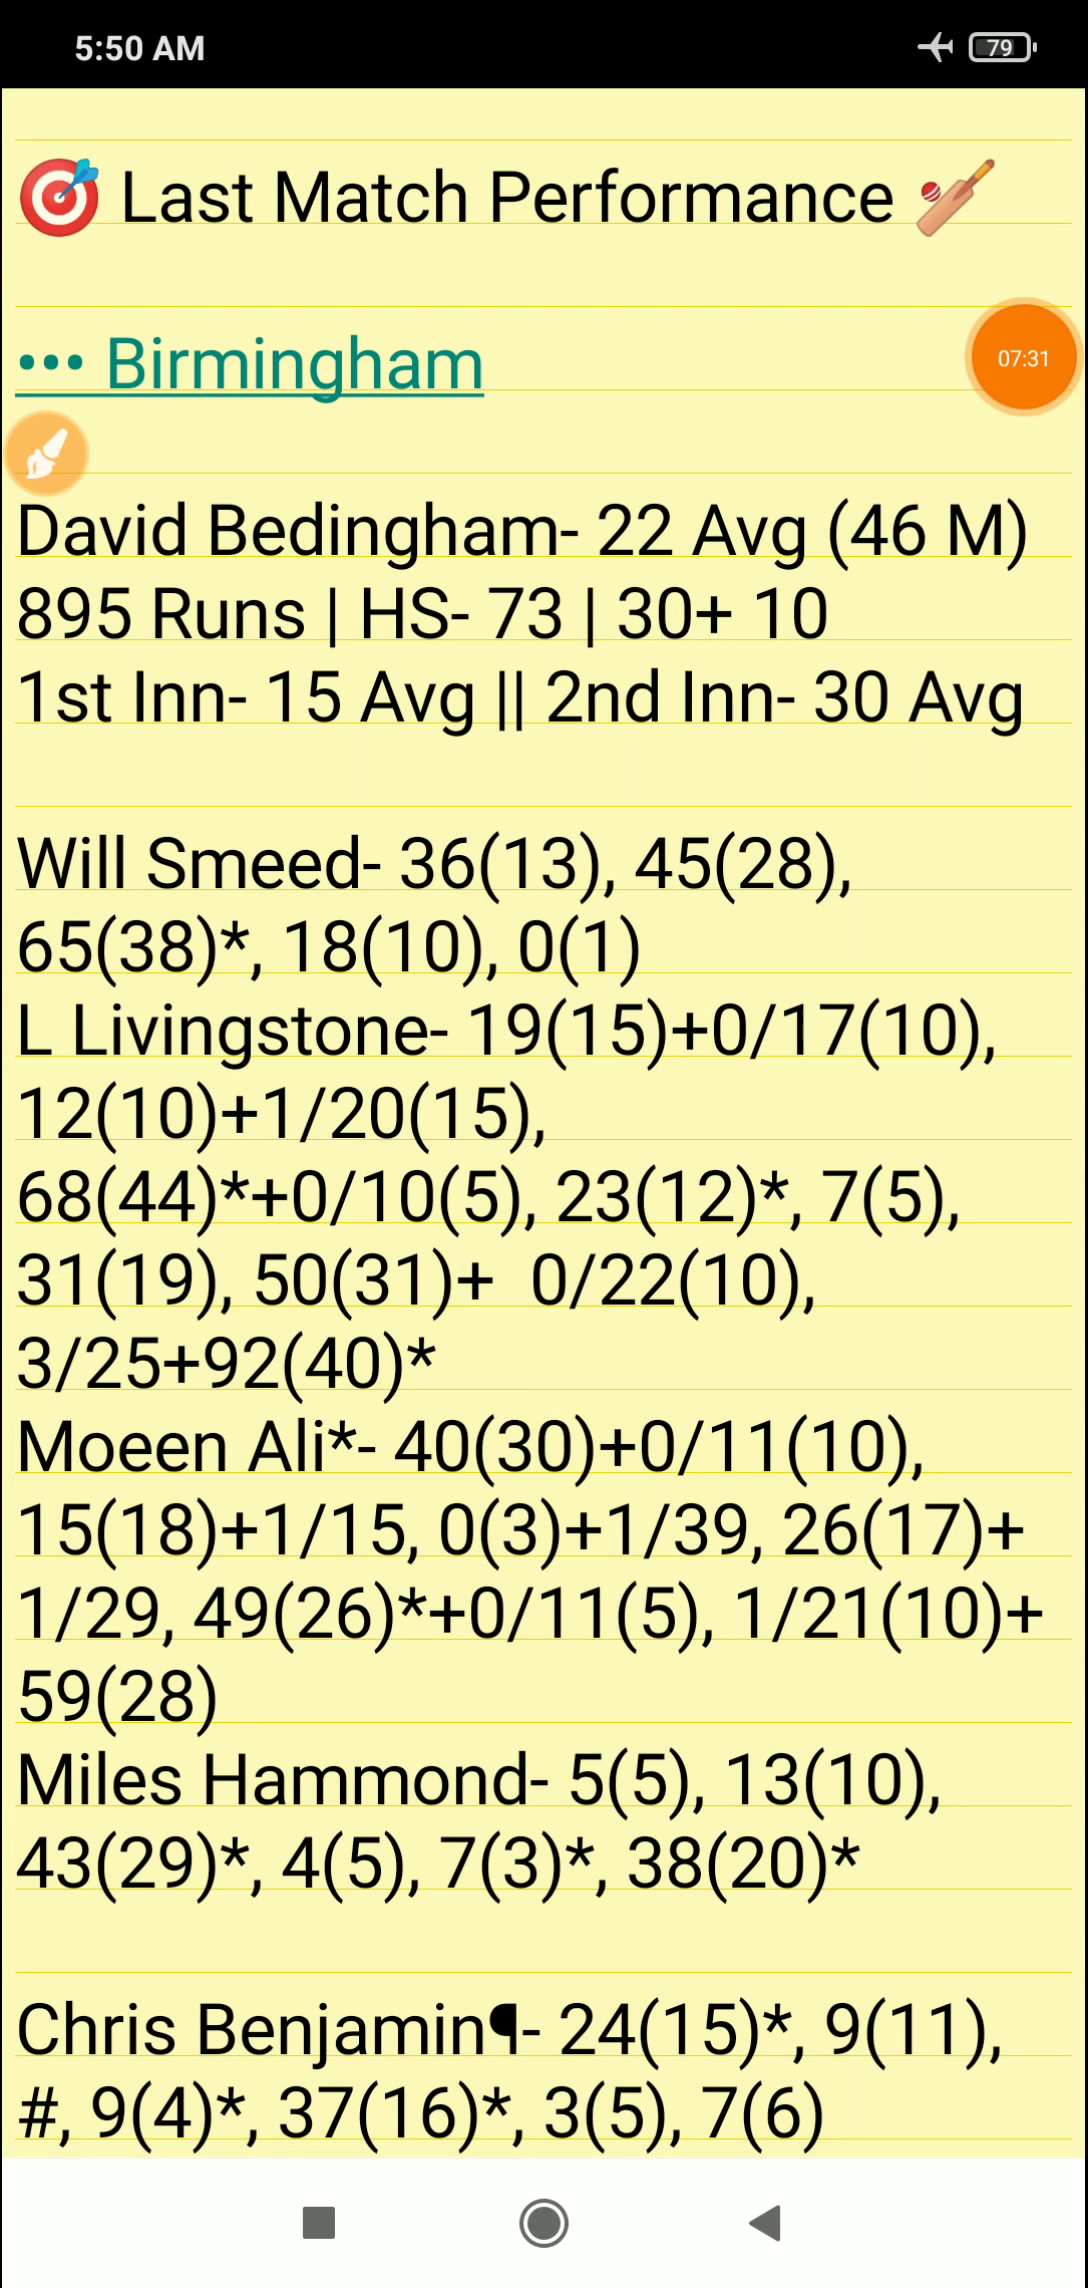 5:50 AM
79
🎯 Last Match Performance 🏏
••• Birmingham
07:31
David Bedingham- 22 Avg (46 M)
895 Runs | HS- 73 | 30+ 10
1st Inn- 15 Avg || 2nd Inn- 30 Avg
Will Smeed- 36(13), 45(28),
65(38)*, 18(10), 0(1)
L Livingstone- 19(15)+0/17(10),
12(10)+1/20(15),
68(44)*+0/10(5), 23(12)*, 7(5),
31(19), 50(31)+  0/22(10),
3/25+92(40)*
Moeen Ali*- 40(30)+0/11(10),
15(18)+1/15, 0(3)+1/39, 26(17)+
1/29, 49(26)*+0/11(5), 1/21(10)+
59(28)
Miles Hammond- 5(5), 13(10),
43(29)*, 4(5), 7(3)*, 38(20)*
Chris Benjamin¶- 24(15)*, 9(11),
#, 9(4)*, 37(16)*, 3(5), 7(6)